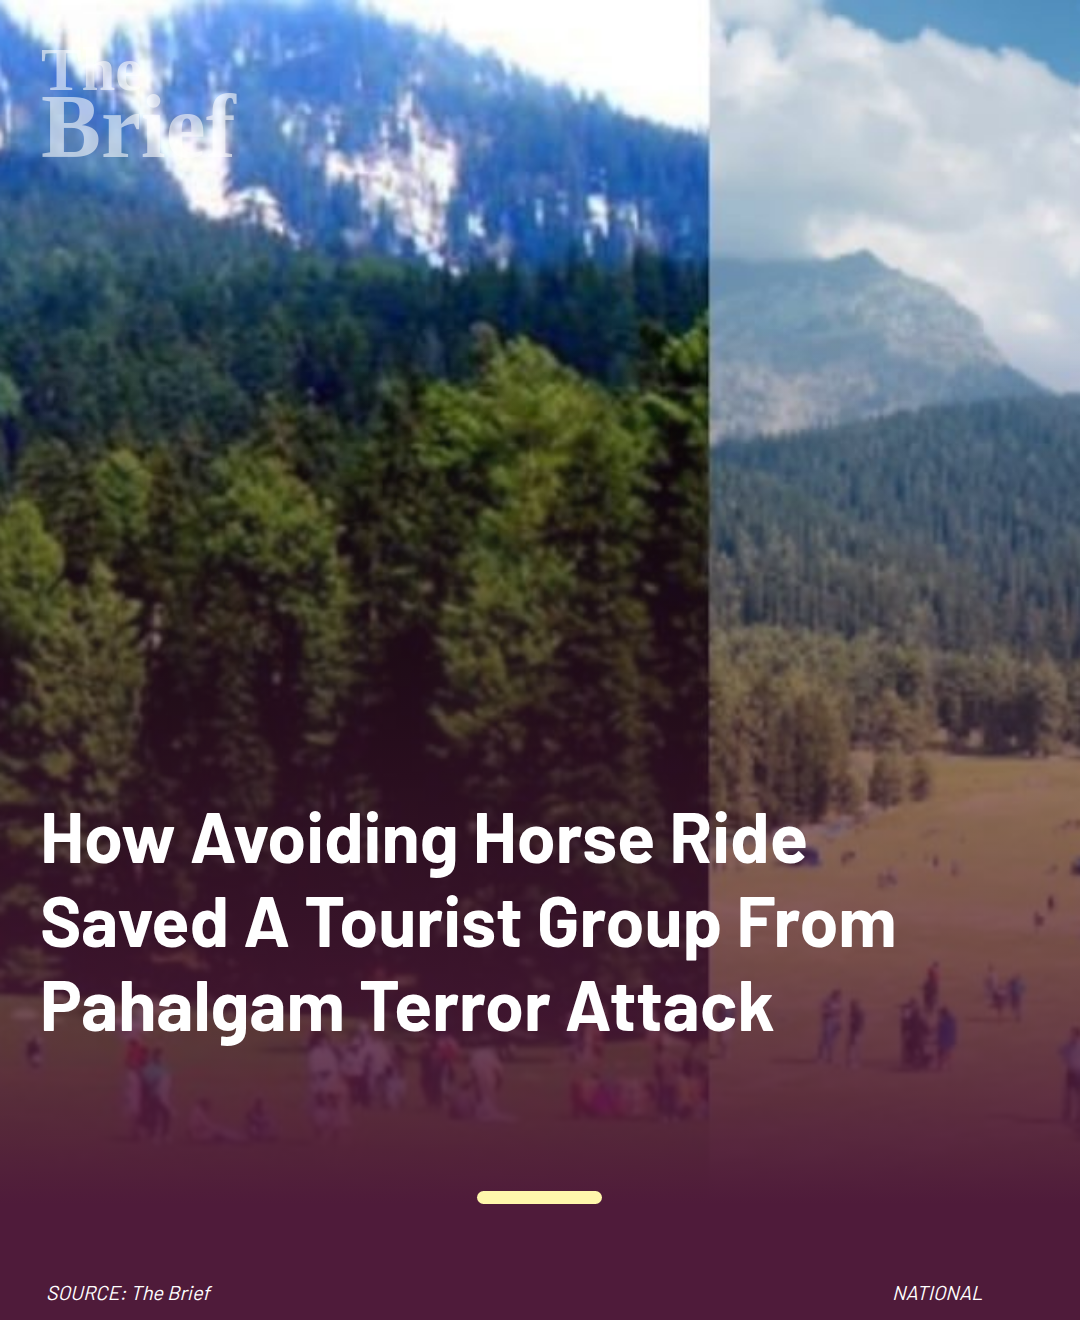 The
Brief
How Avoiding Horse Ride
Saved A Tourist Group From
Pahalgam Terror Attack
SOURCE: The Brief
NATIONAL